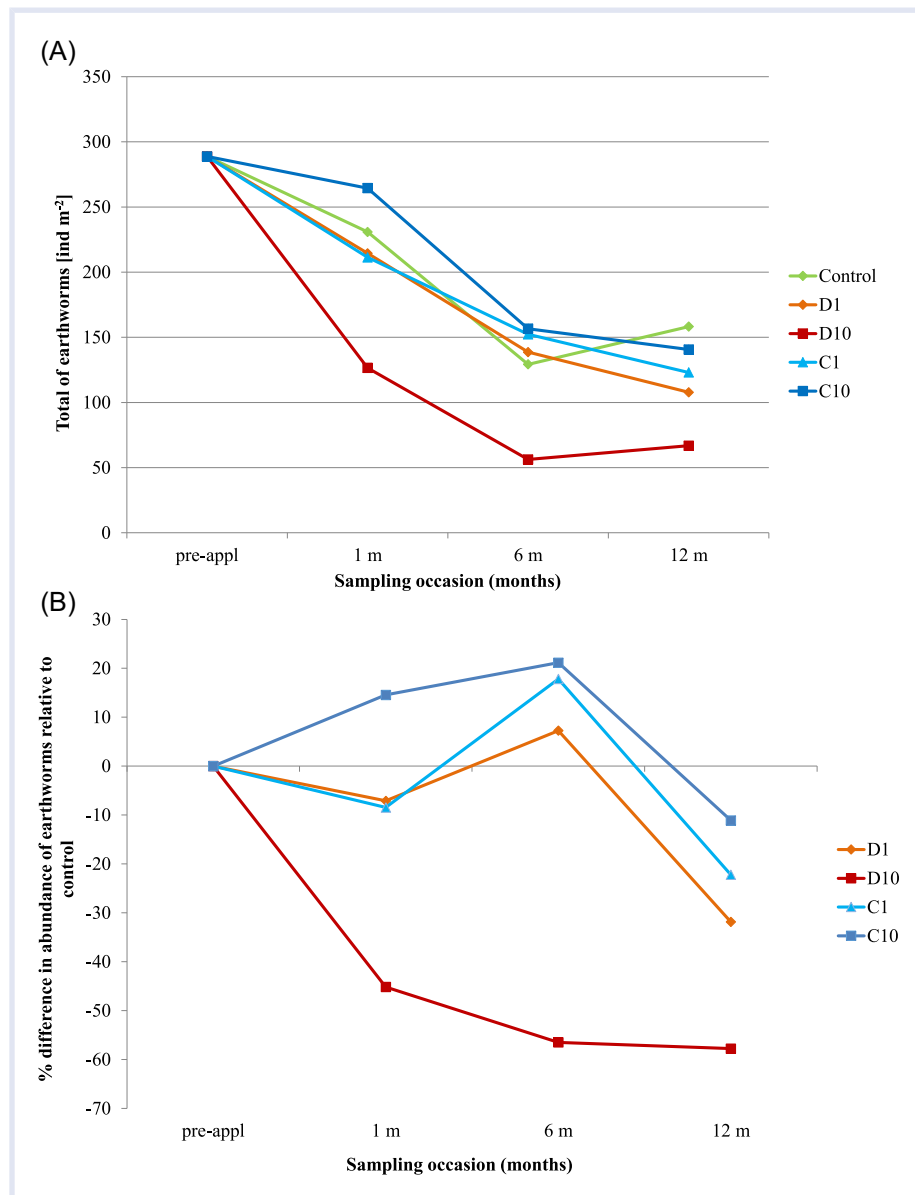 (A)
350
300
250
200
150
100
50
0
Total of earthworms [ind m-2]
pre-appl 1 m 6 m 12 m
Sampling occasion (months)
Control
D1
D10
C1
C10
(B)
30
20
10
0
-10
-20
-30
-40
-50
-60
-70
% difference in abundance of earthworms relative to
control
pre-appl 1 m 6 m 12 m
Sampling occasion (months)
D1
D10
C1
C10